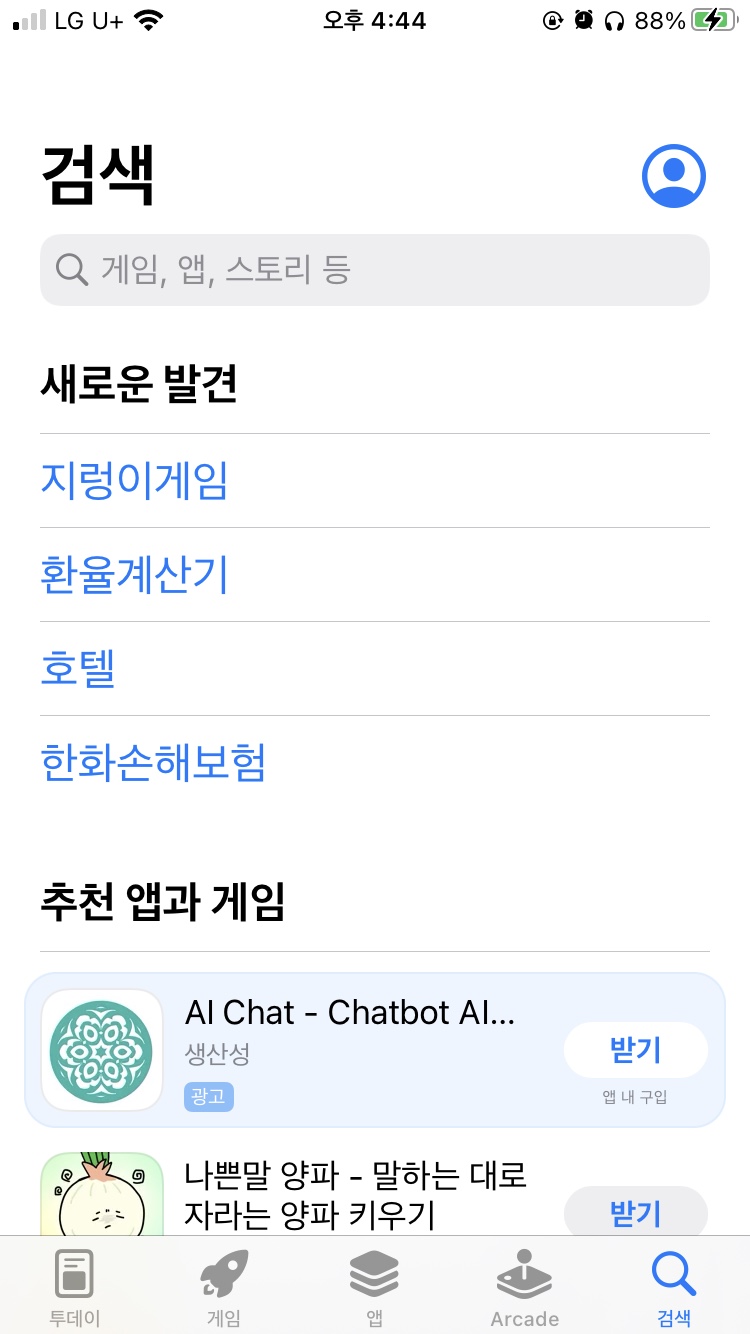 LG U+ 오후 4:44 88%
검색
게임, 앱, 스토리 등
새로운 발견
지렁이게임
환율계산기
호텔
한화손해보험
추천 앱과 게임
AI Chat - Chatbot AI...
생산성
받기
광고
앱 내 구입
나쁜말 양파 - 말하는 대로
자라는 양파 키우기
받기
투데이 게임 앱 Arcade 검색